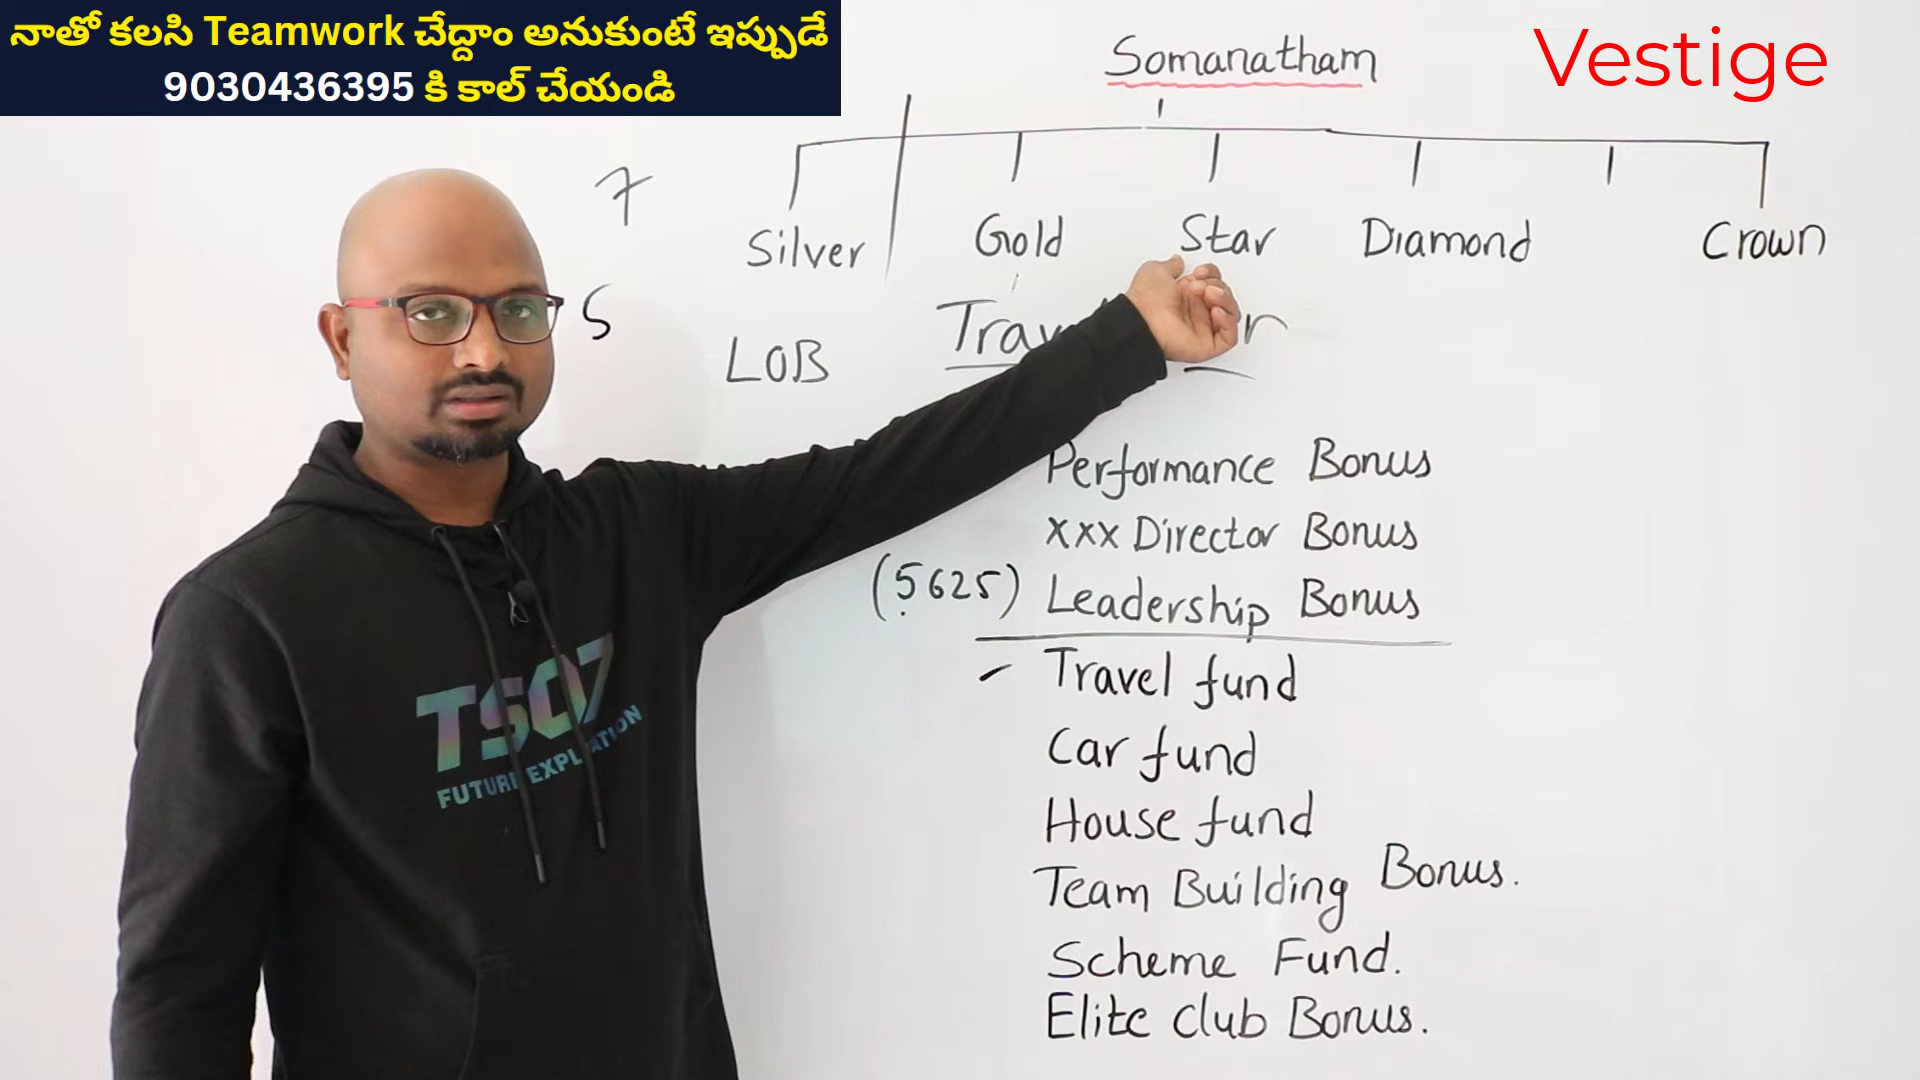 నాతో కలసి Teamwork చేద్దాం అనుకుంటే ఇప్పుడే
9030436395 కి కాల్ చేయండి
Vestige
Somanatham
7
Silver
Gold
Star
Diamond
Crown
5
LOB
Performance Bonus
xxx Director Bonus
(5625) Leadership Bonus
Travel fund
Car fund
House fund
Team Building Bonus.
Scheme Fund.
Elite club Bonus.
TS07